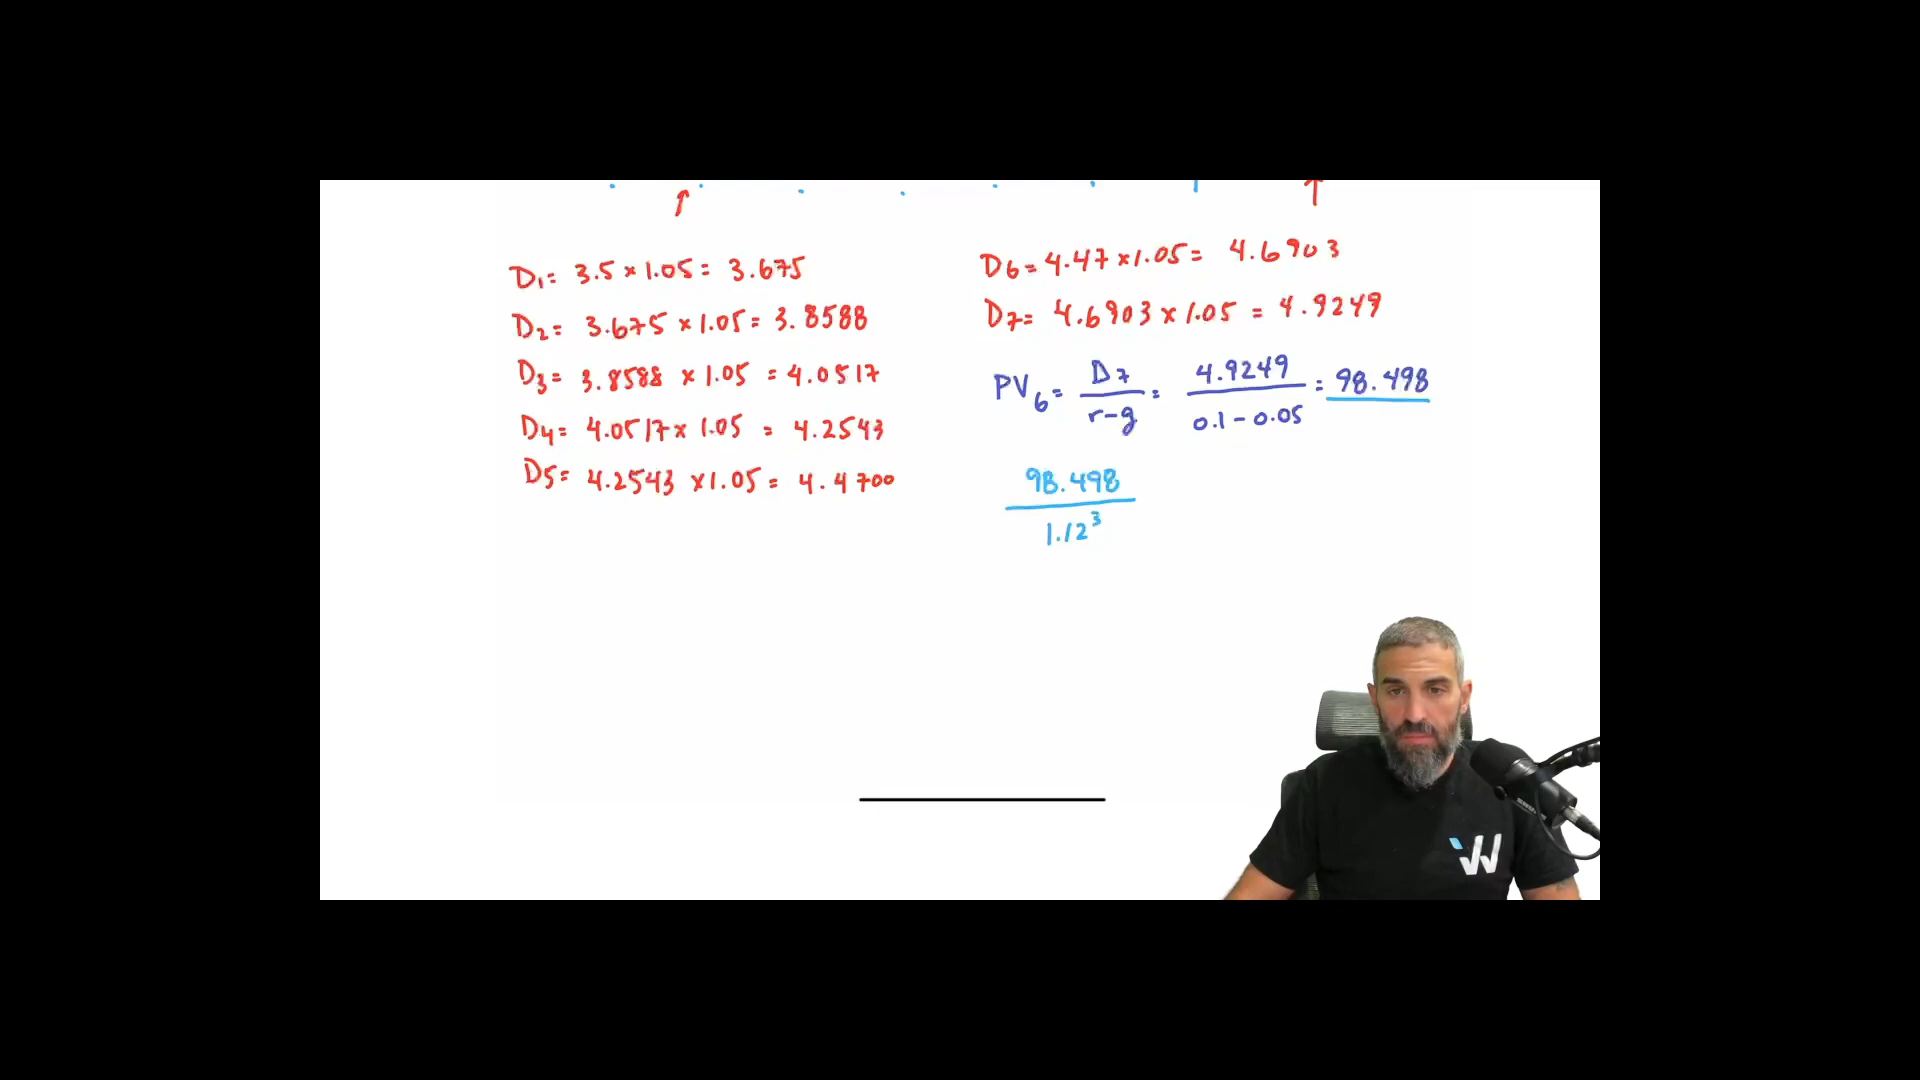 D1= 3.5 × 1.05 = 3.675
D2= 3.675 × 1.05 = 3.8588
D3= 3.8588 × 1.05 = 4.0517
D4= 4.0517 × 1.05 = 4.2543
D5= 4.2543 × 1.05 = 4.4700
D6= 4.47 × 1.05 = 4.6903
D7= 4.6903 × 1.05 = 4.9249
PV6= D7 / r-g = 4.9249 / 0.1-0.05 = 98.498
98.498
1.12³
W